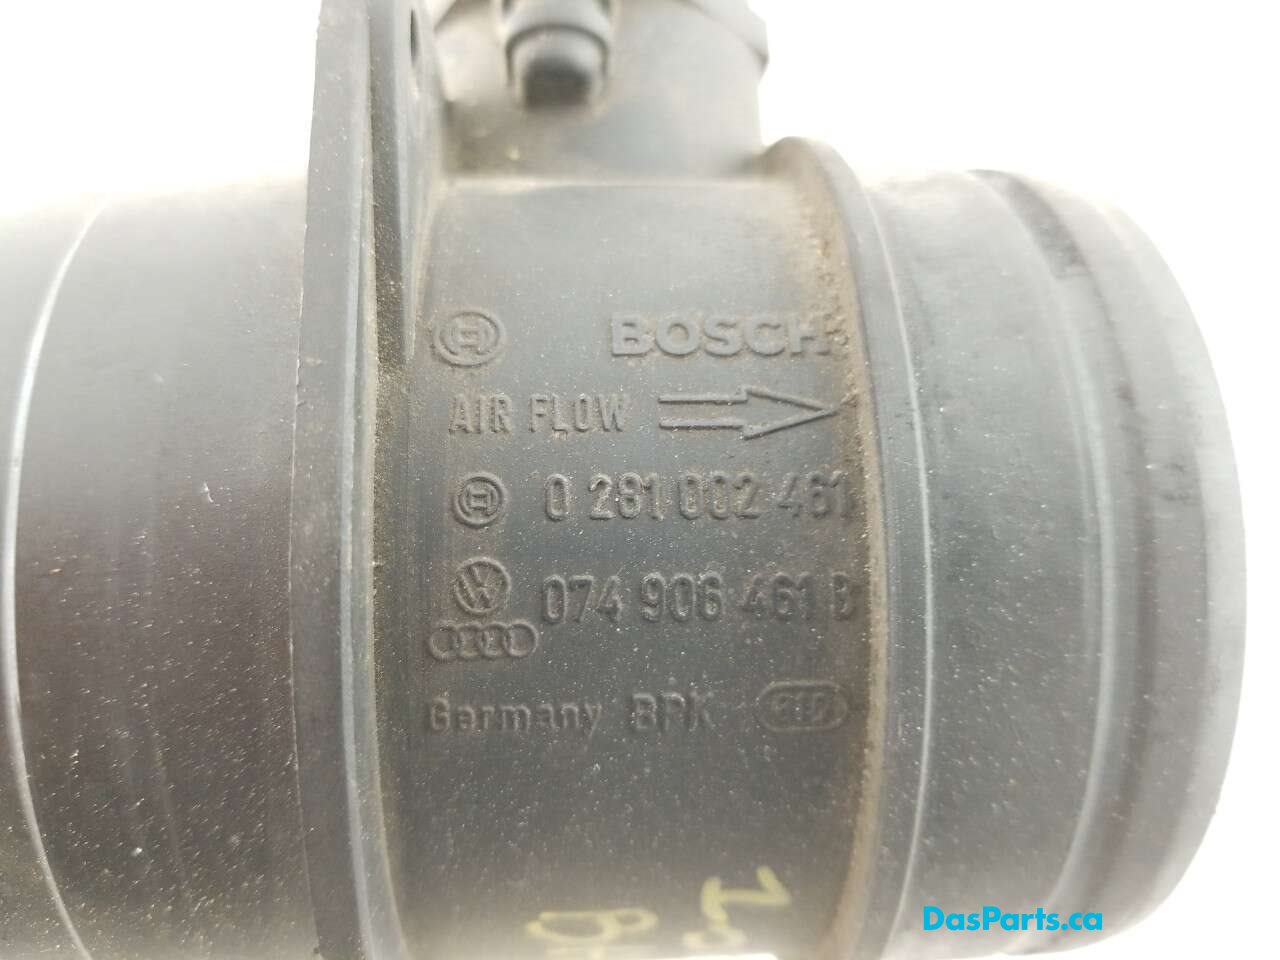 BOSCH
AIR FLOW
0 281 002 461
074 906 461 B
Germany BPK
DasParts.ca